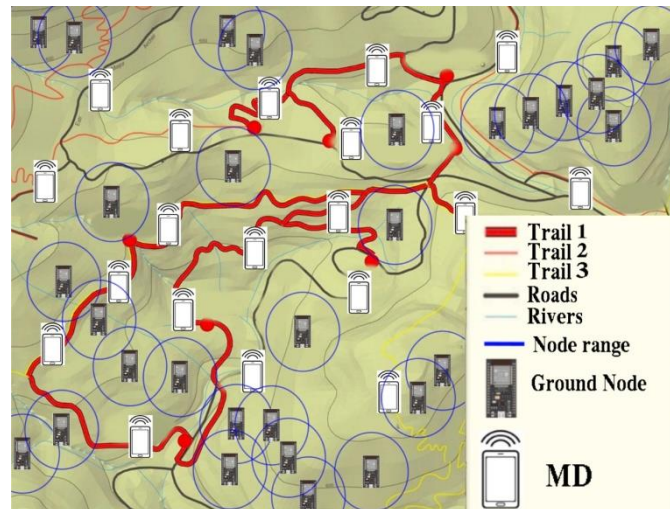 Trail 1
Trail 2
Trail 3
Roads
Rivers
Node range
Ground Node
MD